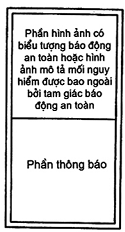 Phần hình ảnh có
biểu tượng báo động
an toàn hoặc hình
ảnh mô tả mối nguy
hiểm được bao ngoài
bởi tam giác báo
động an toàn
Phần thông báo